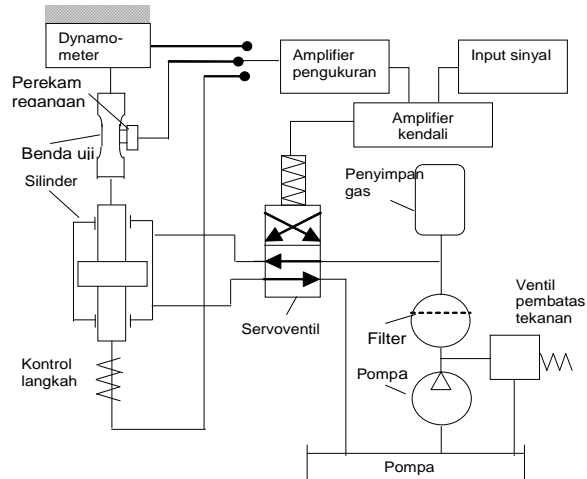 Dynamo-
meter
Perekam
regangan
Benda uji
Silinder
Kontrol
langkah
Amplifier
pengukuran
Input sinyal
Amplifier
kendali
Penyimpan
gas
Servoventil
Filter
Ventil
pembatas
tekanan
Pompa
Pompa